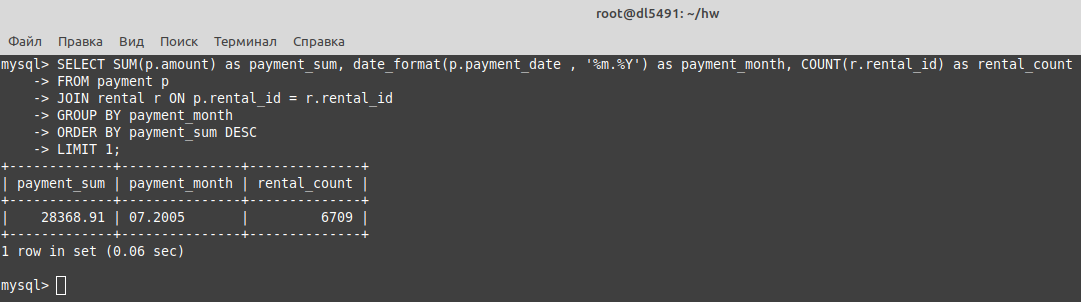 root@dl5491: ~/hw
Файл Правка Вид Поиск Терминал Справка
mysql> SELECT SUM(p.amount) as payment_sum, date_format(p.payment_date , '%m.%Y') as payment_month, COUNT(r.rental_id) as rental_count
    -> FROM payment p
    -> JOIN rental r ON p.rental_id = r.rental_id
    -> GROUP BY payment_month
    -> ORDER BY payment_sum DESC
    -> LIMIT 1;
+-------------+---------------+--------------+
| payment_sum | payment_month | rental_count |
+-------------+---------------+--------------+
|    28368.91 | 07.2005       |         6709 |
+-------------+---------------+--------------+
1 row in set (0.06 sec)
mysql>